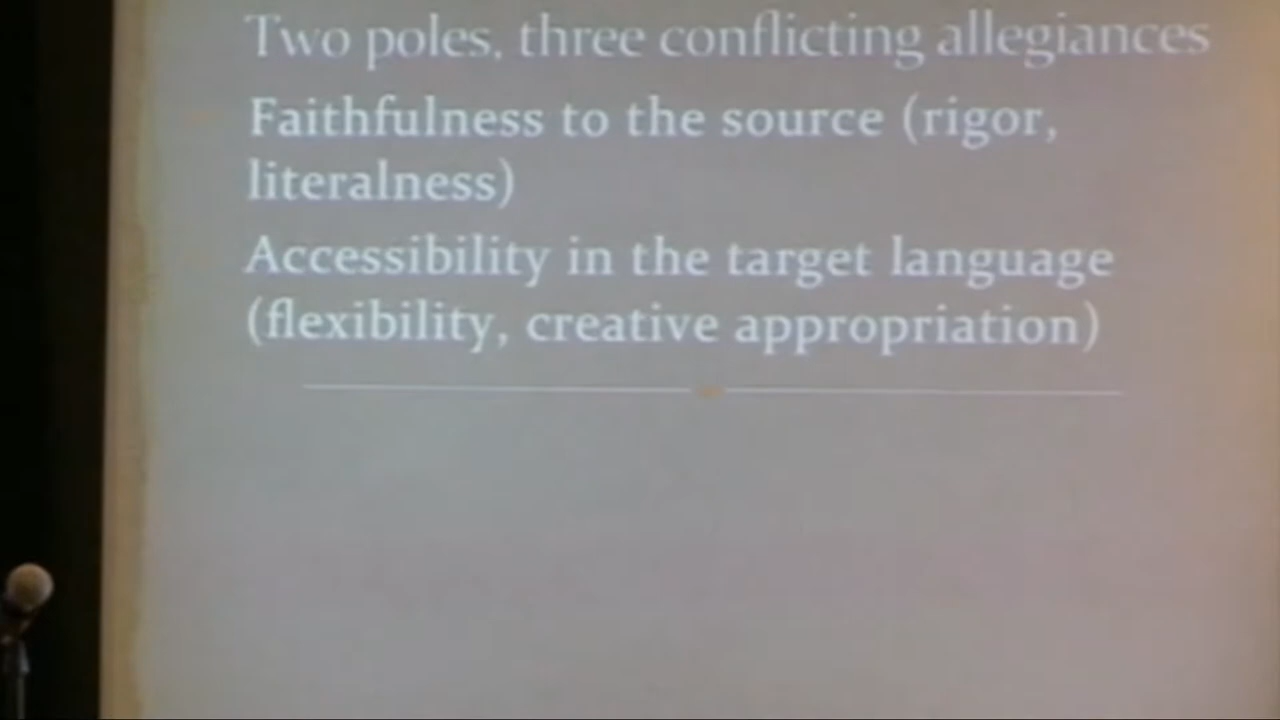 Two poles, three conflicting allegiances
Faithfulness to the source (rigor,
literalness)
Accessibility in the target language
(flexibility, creative appropriation)